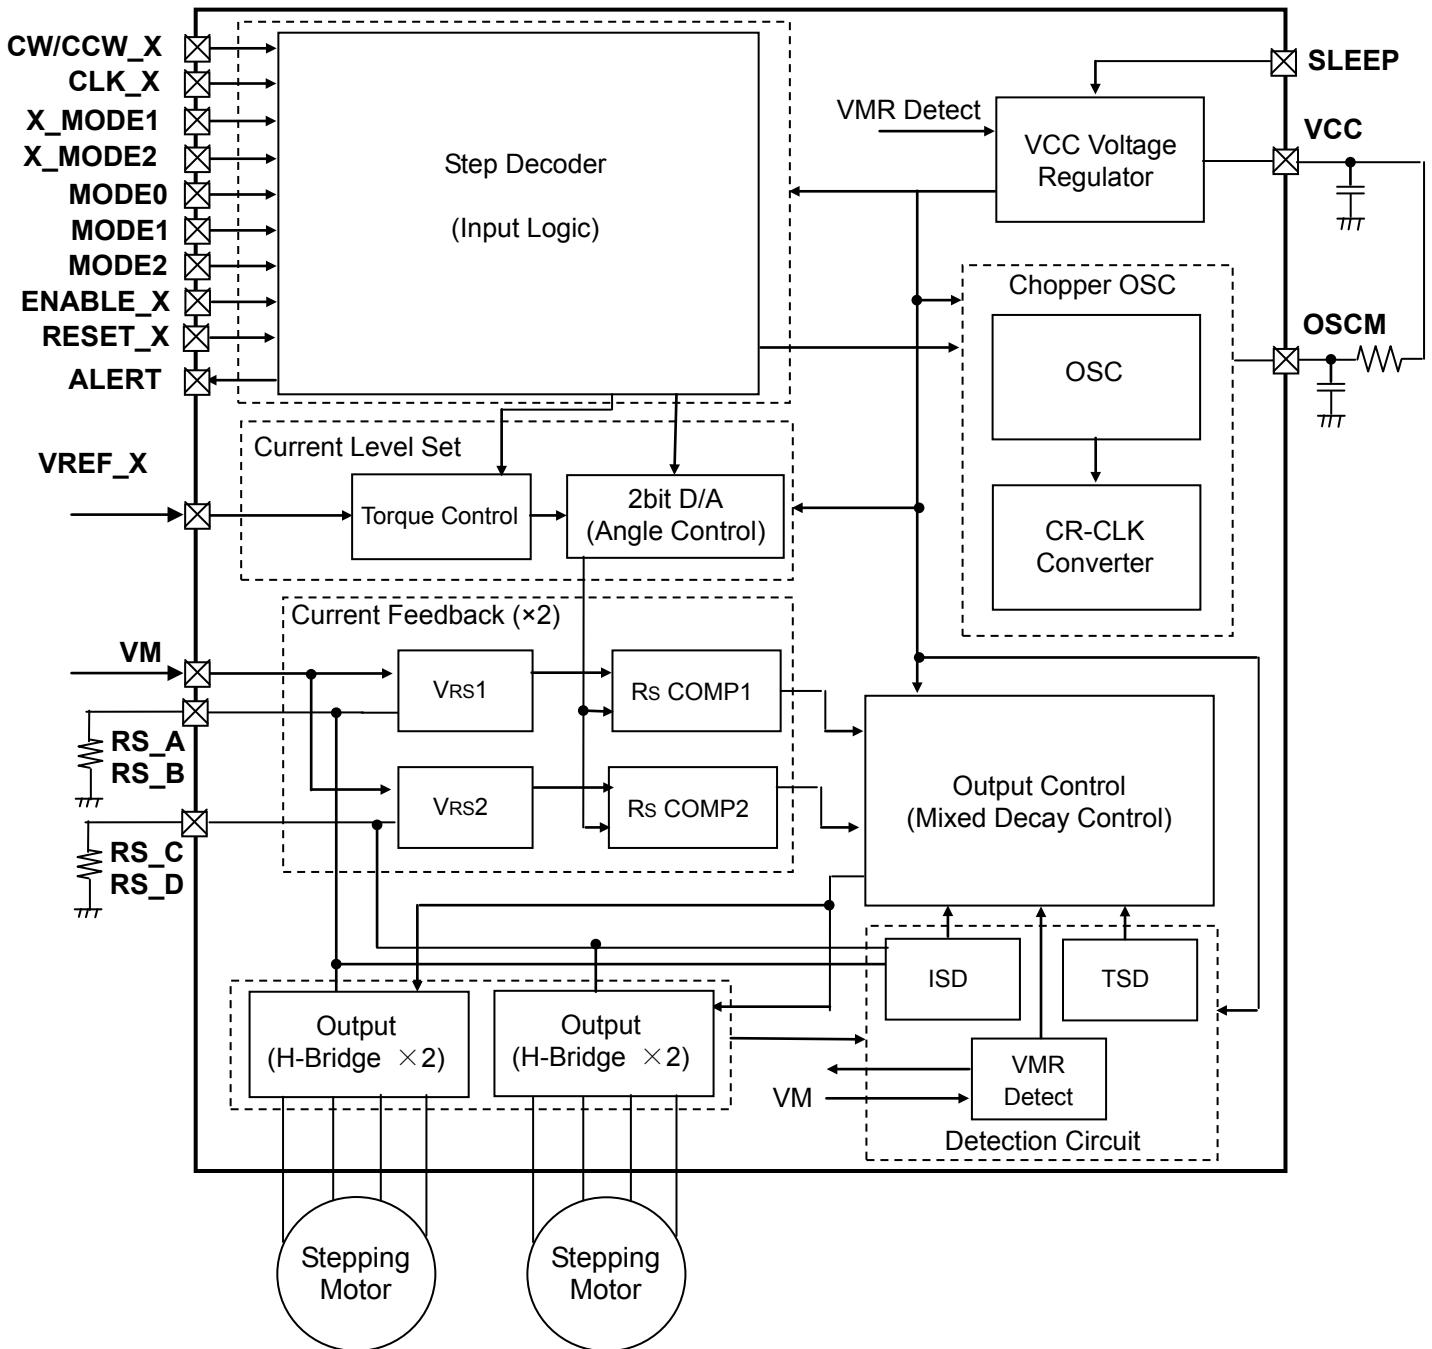 CW/CCW_X
CLK_X
X_MODE1
X_MODE2
MODE0
MODE1
MODE2
ENABLE_X
RESET_X
ALERT
Step Decoder
(Input Logic)
SLEEP
VMR Detect
VCC Voltage
Regulator
VCC
Chopper OSC
OSC
CR-CLK
Converter
OSCM
VREF_X
Current Level Set
Torque Control
2bit D/A
(Angle Control)
Current Feedback (×2)
VM
VRS1
RS COMP1
RS_A
RS_B
VRS2
RS COMP2
RS_C
RS_D
Output Control
(Mixed Decay Control)
ISD
TSD
Output
(H-Bridge ×2)
Output
(H-Bridge ×2)
VM
VMR
Detect
Detection Circuit
Stepping
Motor
Stepping
Motor